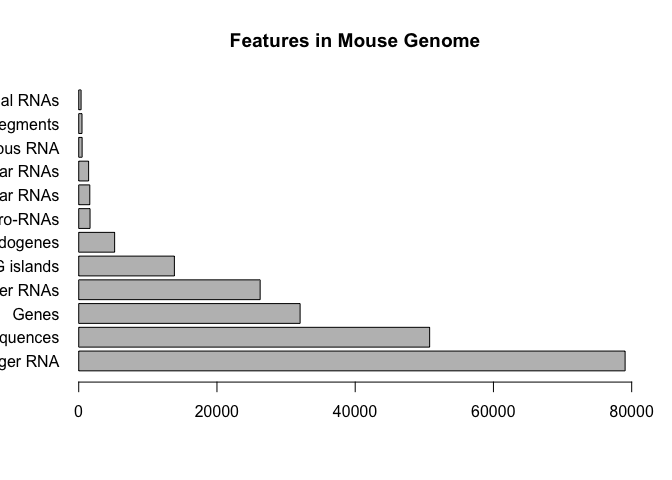 Features in Mouse Genome
al RNAs
egments
ous RNA
ar RNAs
ar RNAs
ro-RNAs
dogenes
G islands
er RNAs
Genes
quences
ger RNA
0 20000 40000 60000 80000